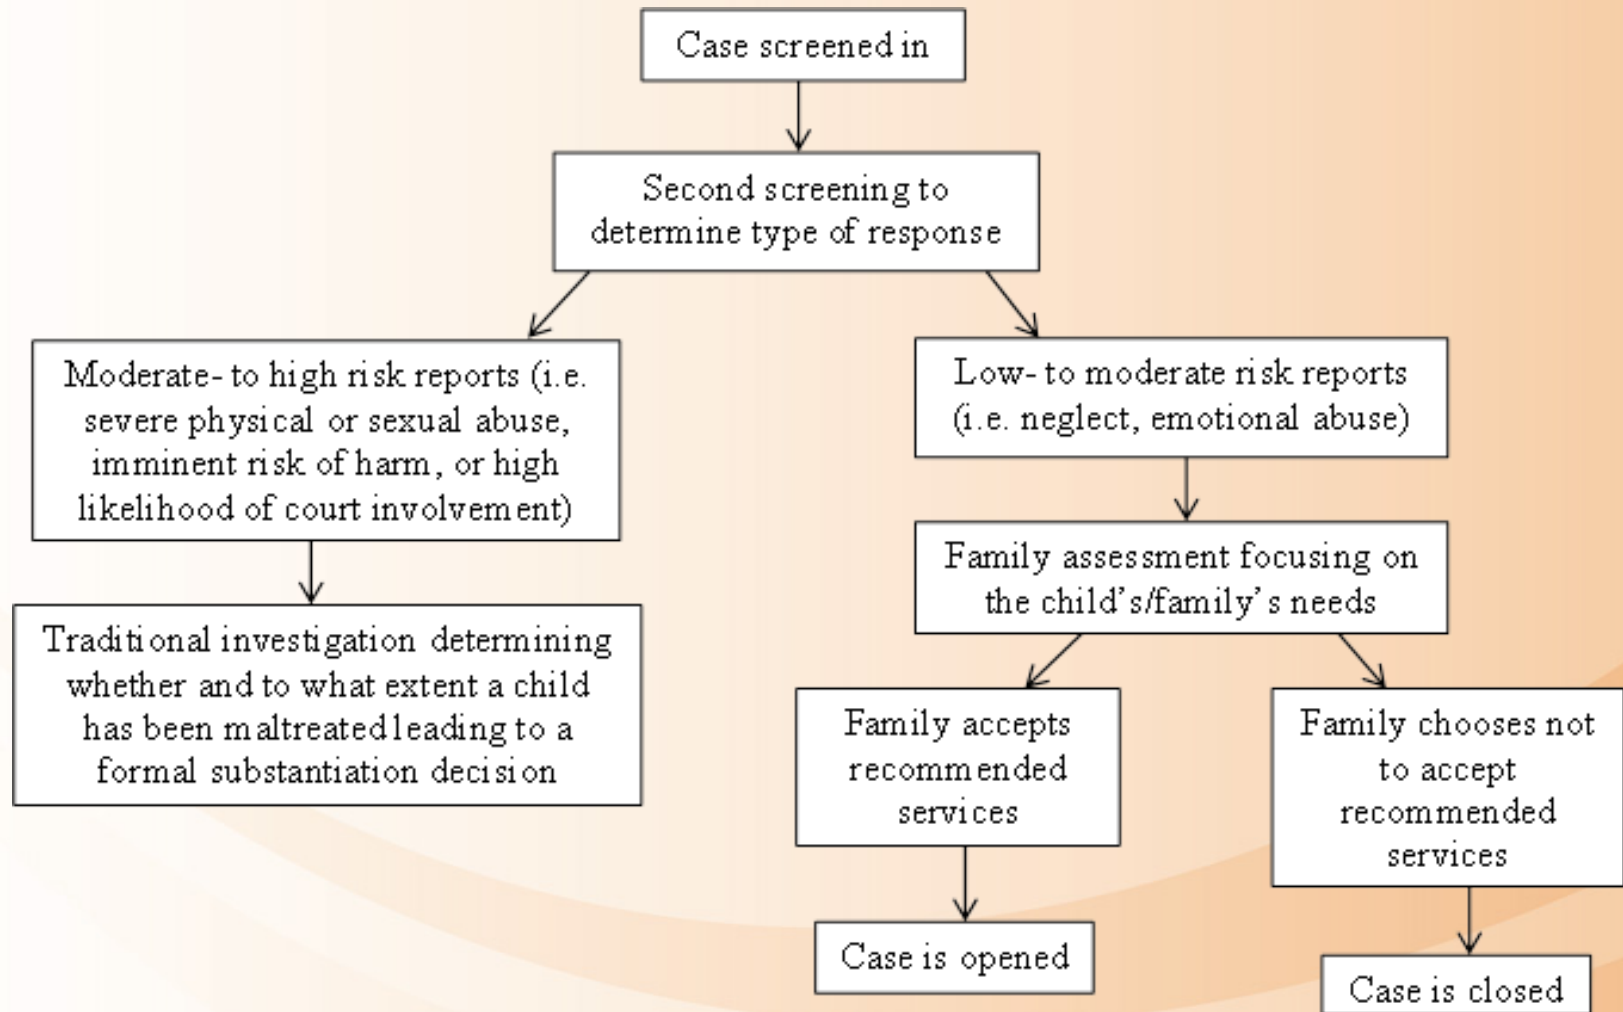 Case screened in
Second screening to
determine type of response
Moderate- to high risk reports (i.e.
severe physical or sexual abuse,
imminent risk of harm, or high
likelihood of court involvement)
Traditional investigation determining
whether and to what extent a child
has been maltreated leading to a
formal substantiation decision
Low- to moderate risk reports
(i.e. neglect, emotional abuse)
Family assessment focusing on
the child’s/family’s needs
Family accepts
recommended
services
Case is opened
Family chooses not
to accept
recommended
services
Case is closed